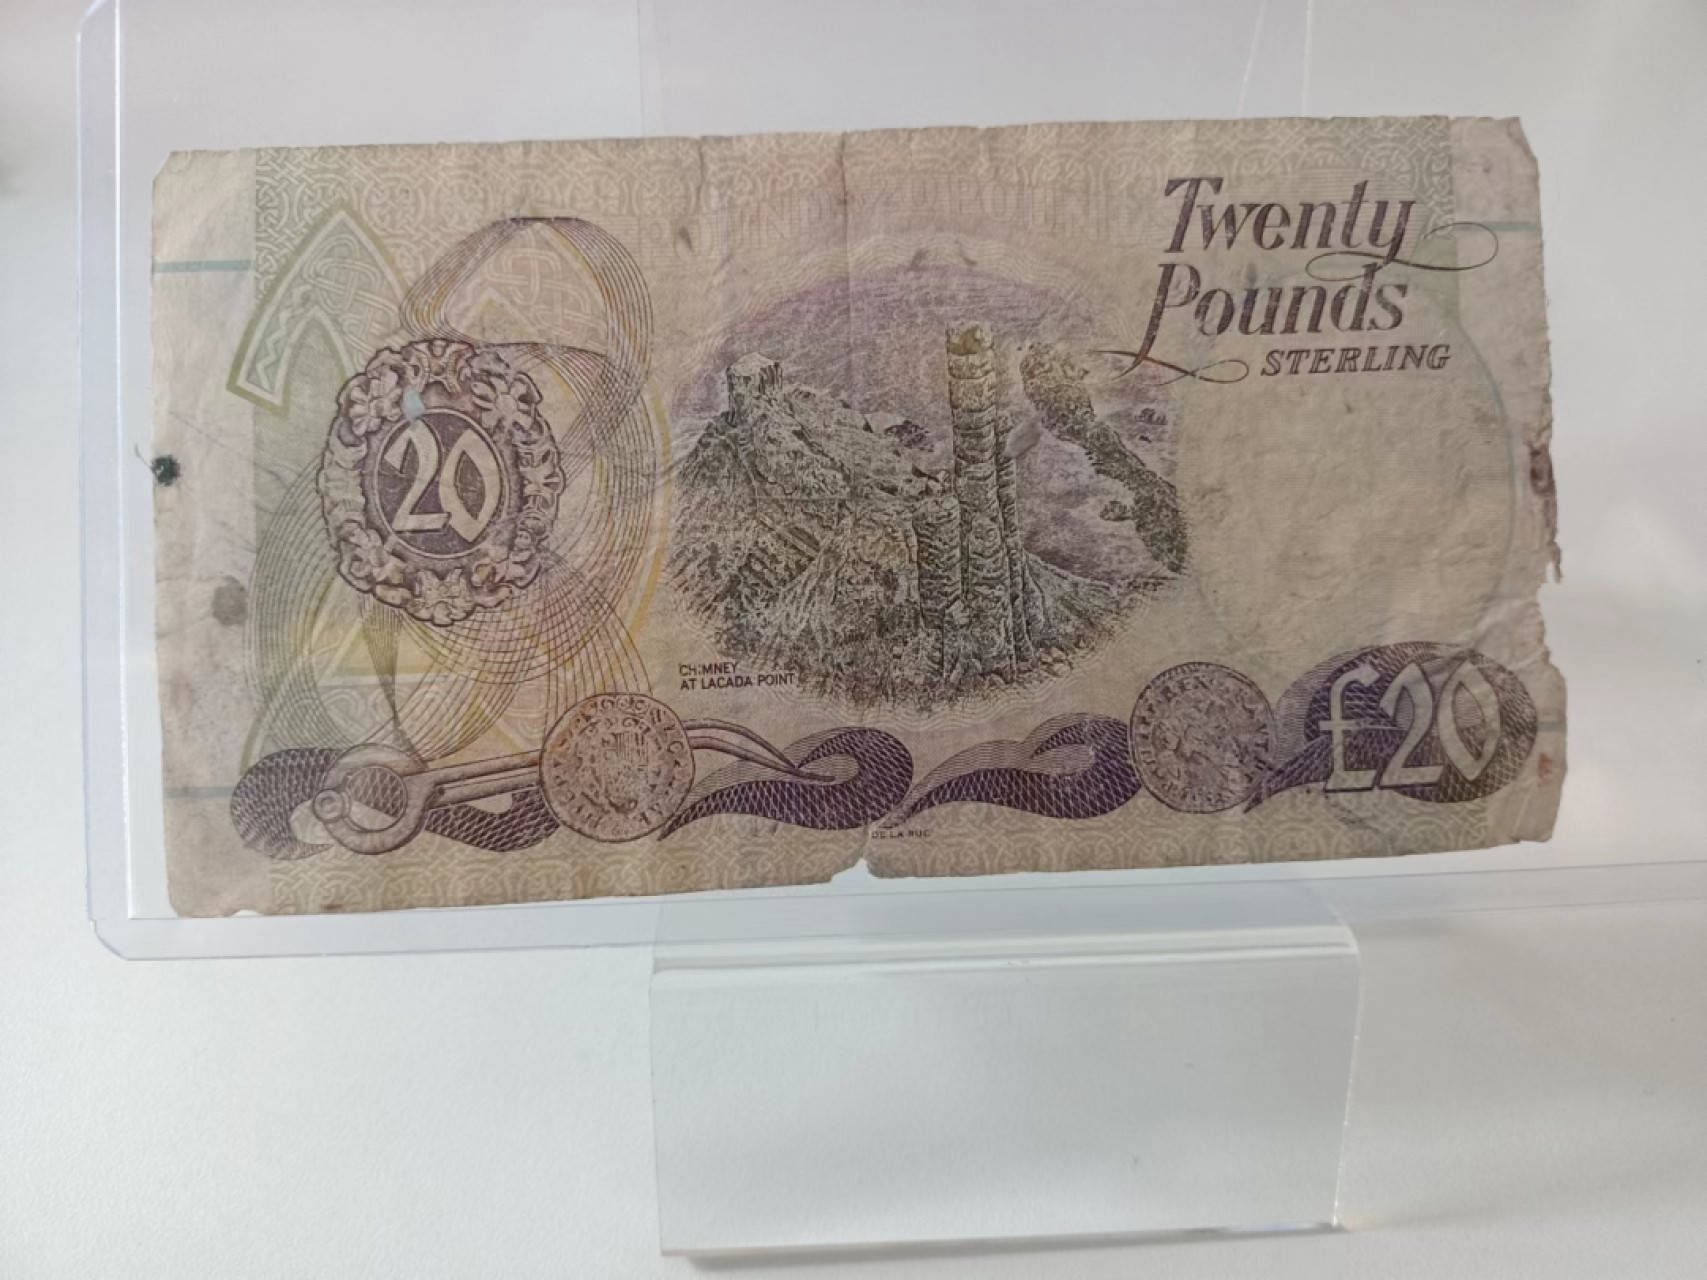 Twenty
Pounds
STERLING
20
CHIMNEY
AT LACADA POINT
£20
DE LA RUE